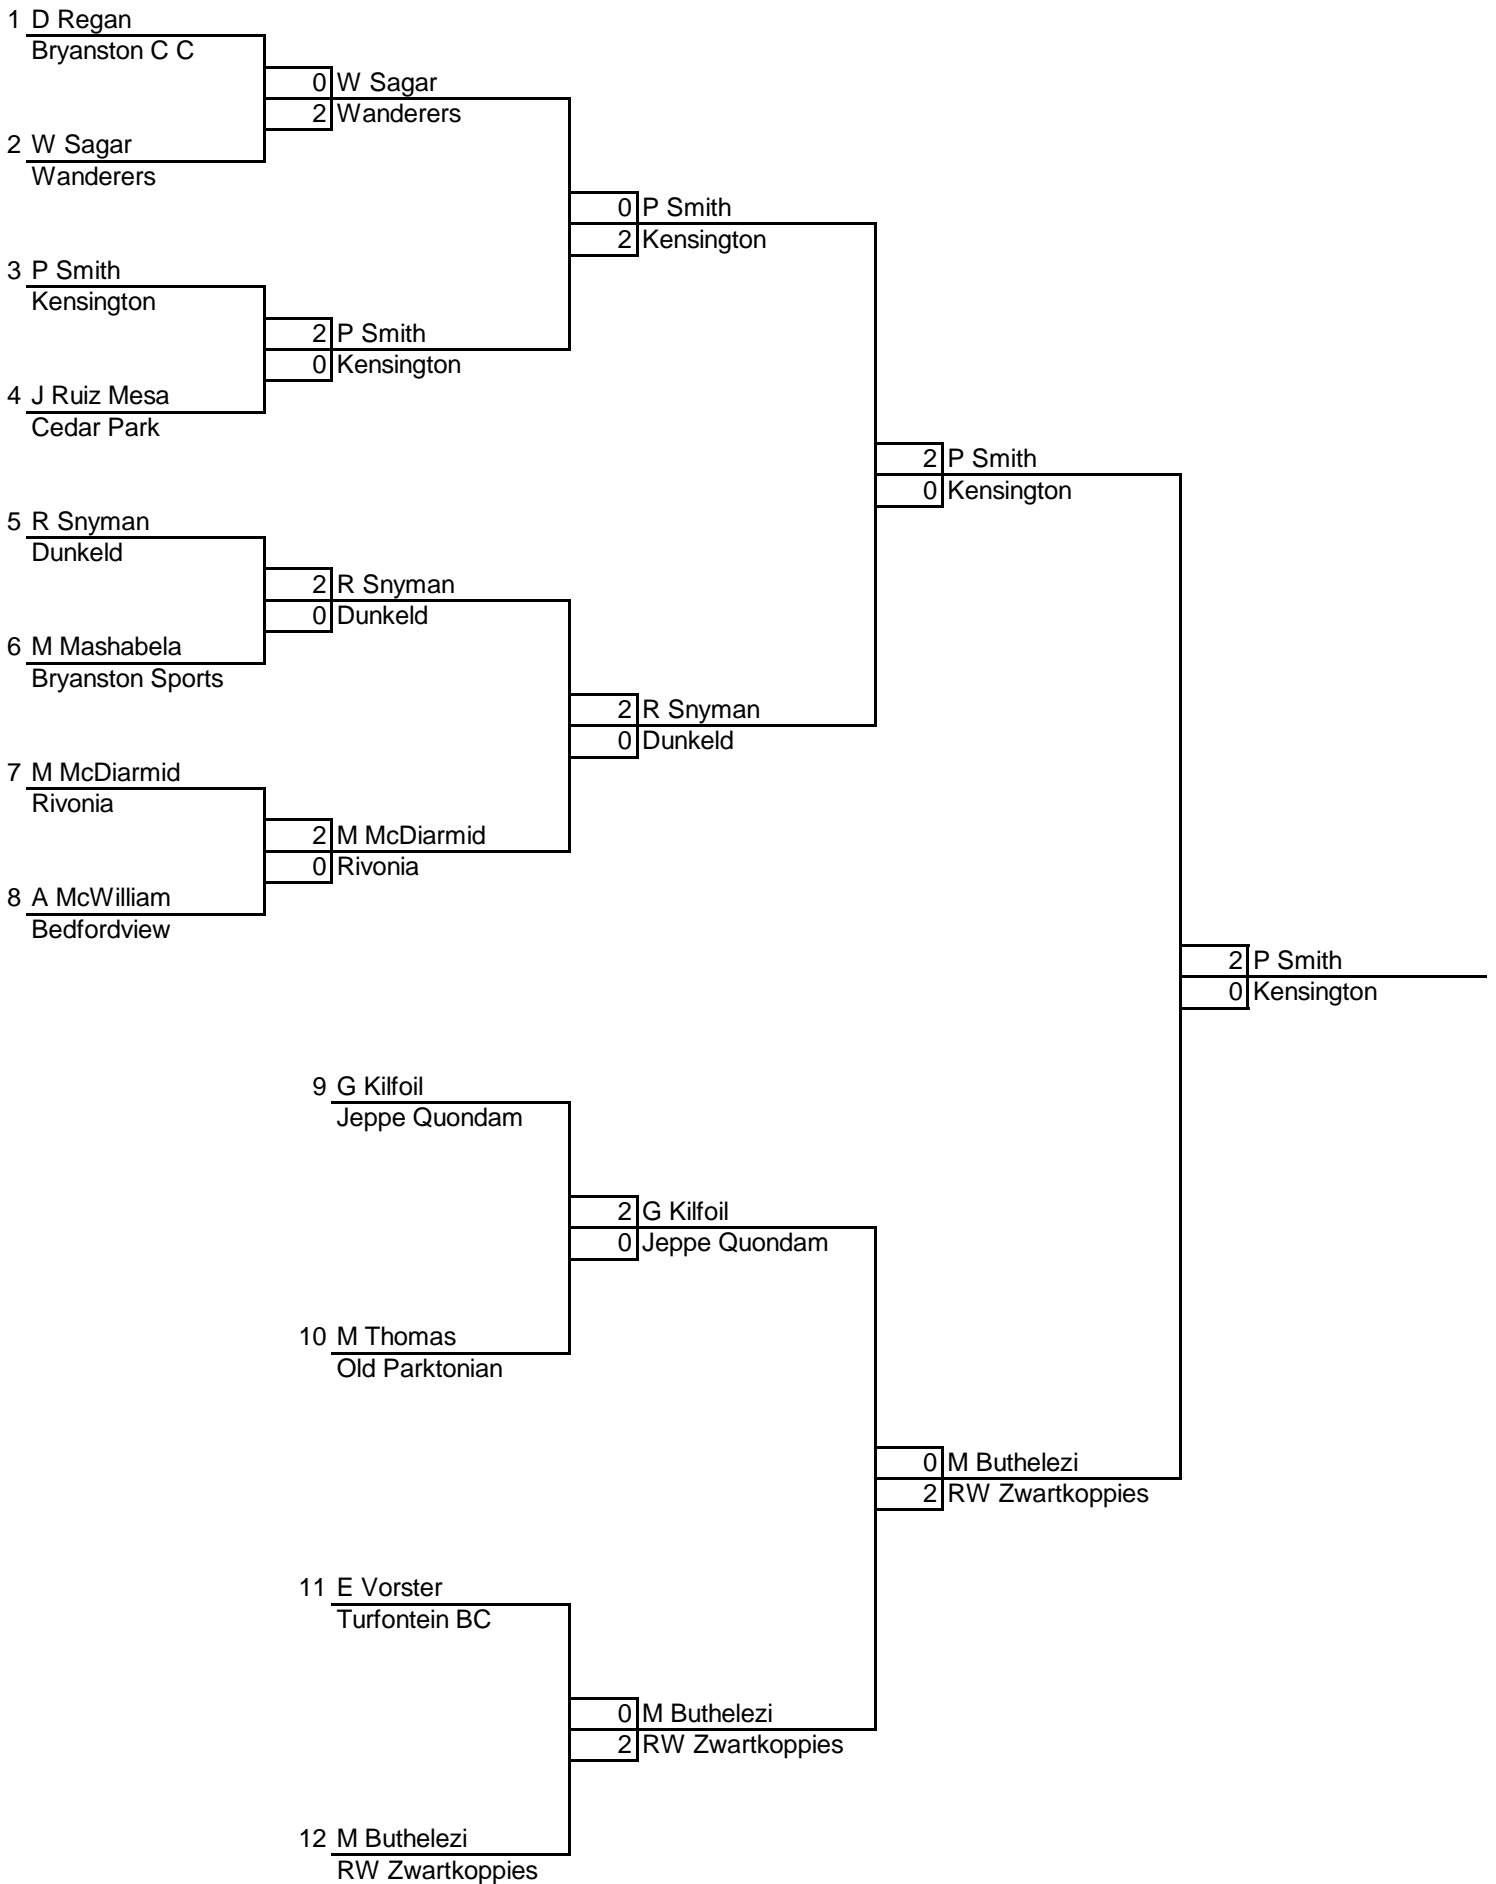 1 D Regan
Bryanston C C
0 W Sagar
2 Wanderers
2 W Sagar
Wanderers
0 P Smith
2 Kensington
3 P Smith
Kensington
2 P Smith
0 Kensington
4 J Ruiz Mesa
Cedar Park
2 P Smith
0 Kensington
5 R Snyman
Dunkeld
2 R Snyman
0 Dunkeld
6 M Mashabela
Bryanston Sports
2 R Snyman
0 Dunkeld
7 M McDiarmid
Rivonia
2 M McDiarmid
0 Rivonia
8 A McWilliam
Bedfordview
2 P Smith
0 Kensington
9 G Kilfoil
Jeppe Quondam
2 G Kilfoil
0 Jeppe Quondam
10 M Thomas
Old Parktonian
0 M Buthelezi
2 RW Zwartkoppies
11 E Vorster
Turfontein BC
0 M Buthelezi
2 RW Zwartkoppies
12 M Buthelezi
RW Zwartkoppies